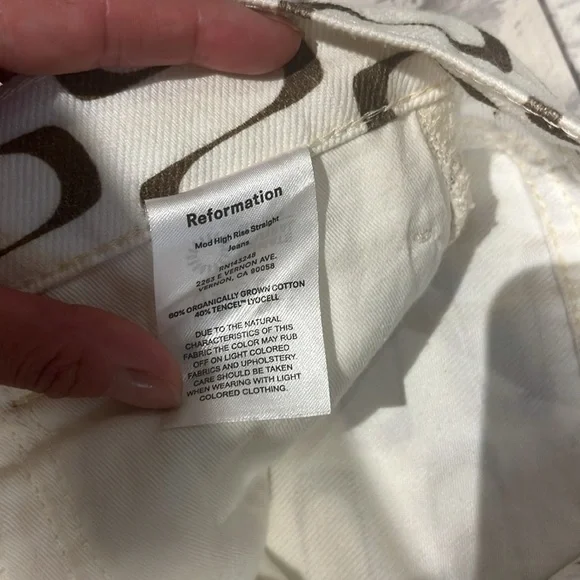 Reformation
Mod High Rise Straight
Jeans
RN143248
2263 E VERNON AVE.
VERNON, CA 90058
60% ORGANICALLY GROWN COTTON
40% TENCEL™ LYOCELL
DUE TO THE NATURAL
CHARACTERISTICS OF THIS
FABRIC THE COLOR MAY RUB
OFF ON LIGHT COLORED
FABRICS AND UPHOLSTERY.
CARE SHOULD BE TAKEN
WHEN WEARING WITH LIGHT
COLORED CLOTHING.